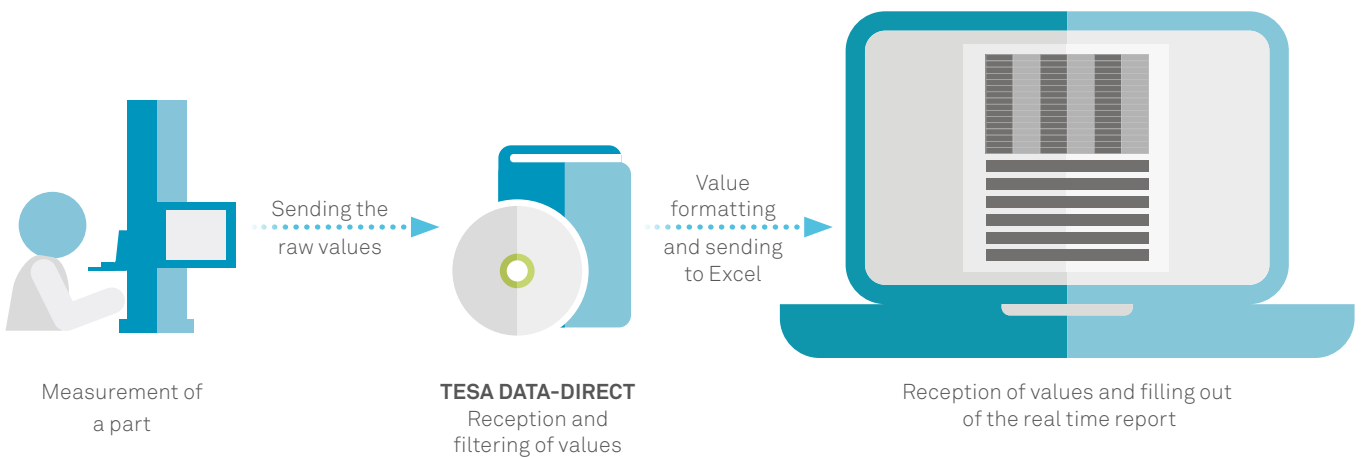 Sending the
raw values
Value
formatting
and sending
to Excel
Measurement of
a part
TESA DATA-DIRECT
Reception and
filtering of values
Reception of values and filling out
of the real time report